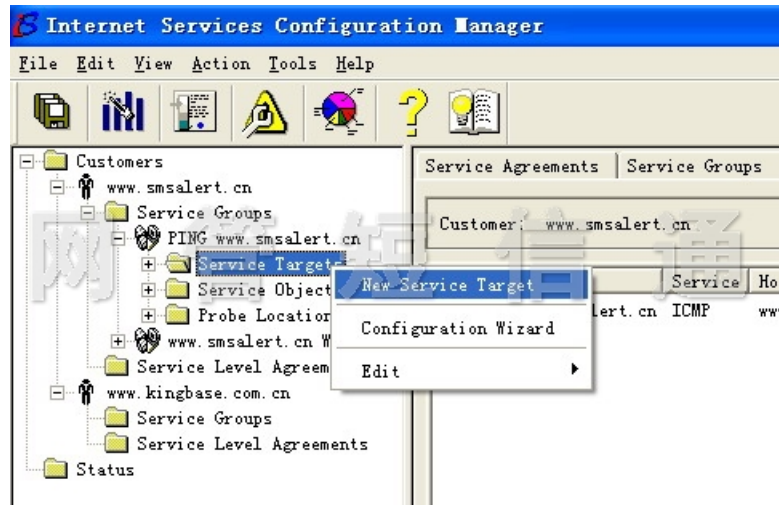 Internet Services Configuration Manager
File Edit View Action Tools Help
Customers
www.smsalert.cn
Service Groups
PING www.smsalert.cn
Service Target
Service Object
Probe Location
www.smsalert.cn W
Service Level Agreem
www.kingbase.com.cn
Service Groups
Service Level Agreements
Status
Service Agreements Service Groups
Customer: www.smsalert.cn
Service Ho
lert.cn ICMP ww
New Service Target
Configuration Wizard
Edit
网管短信通